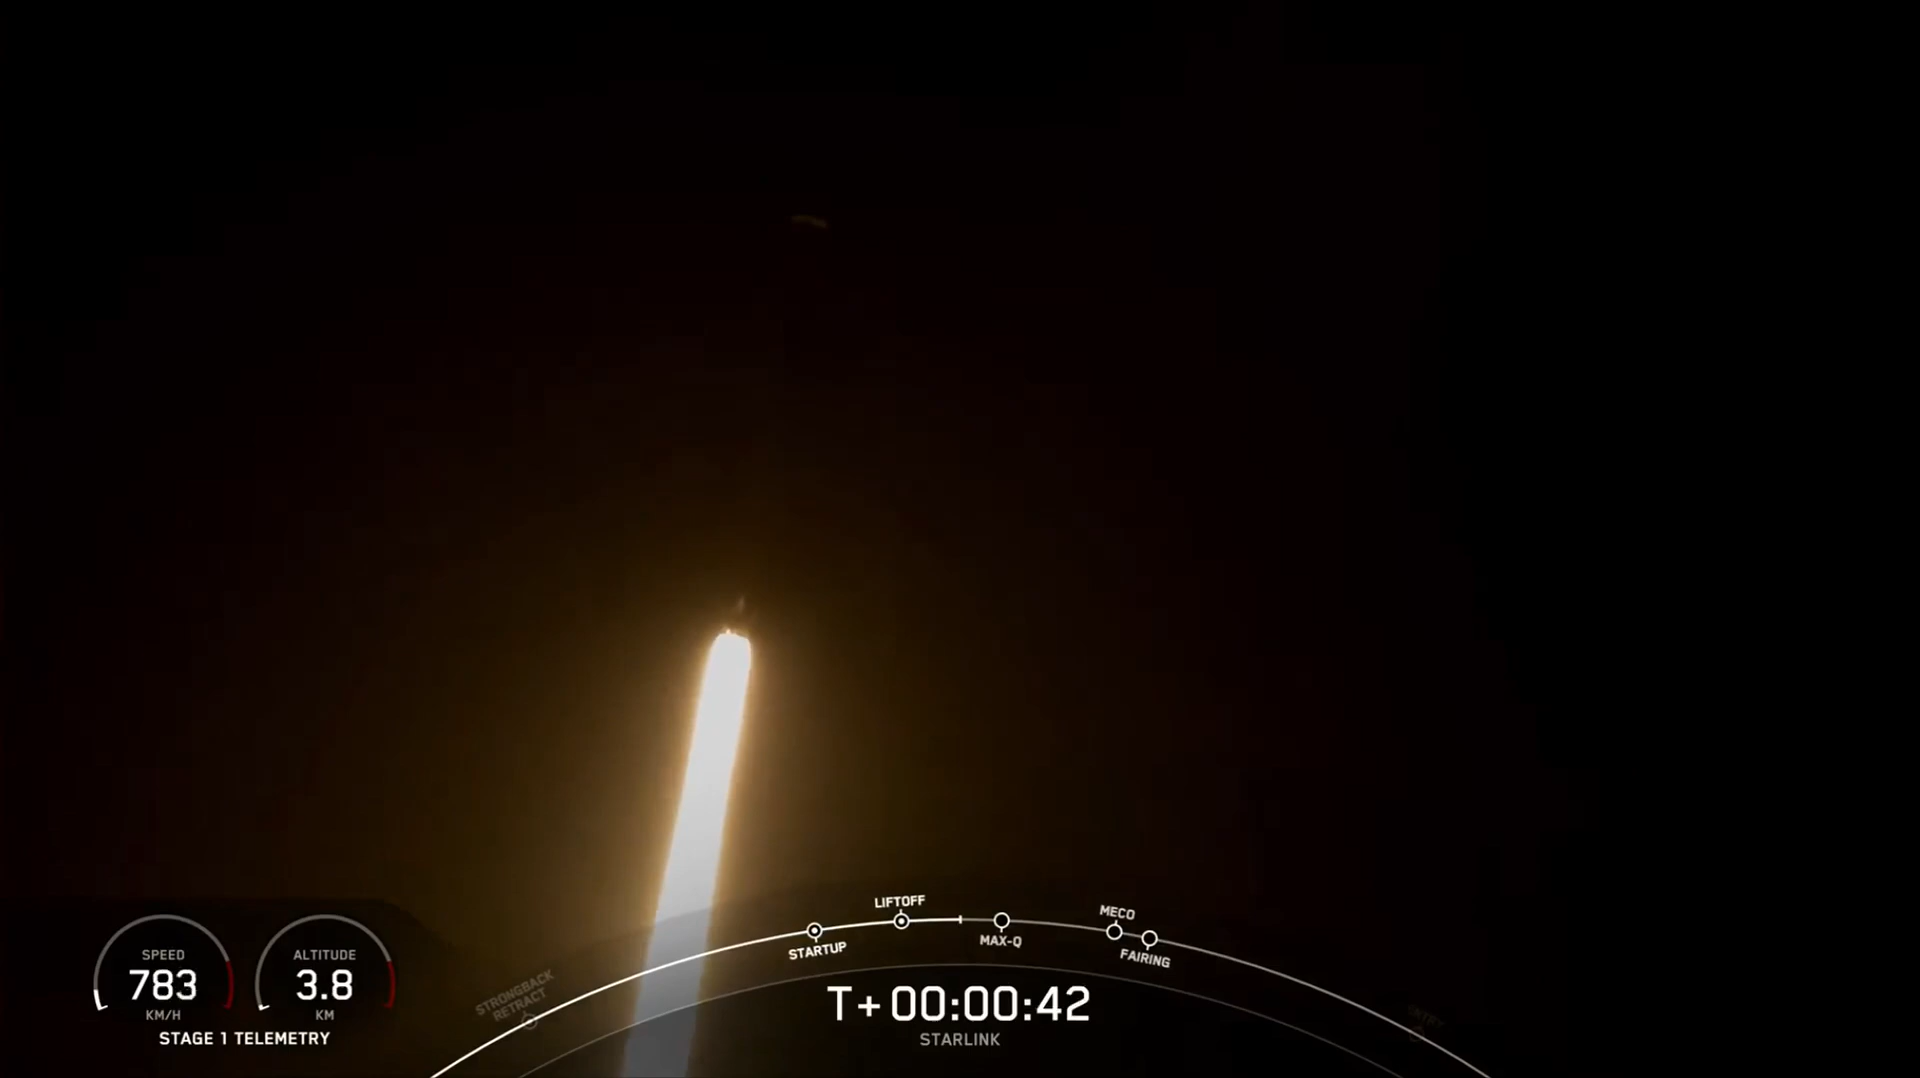 LIFTOFF
MECO
STARTUP
MAX-Q
FAIRING
SPEED
783
KM/H
ALTITUDE
3.8
KM
STAGE 1 TELEMETRY
STRONGBACK
RETRACT
T+00:00:42
STARLINK